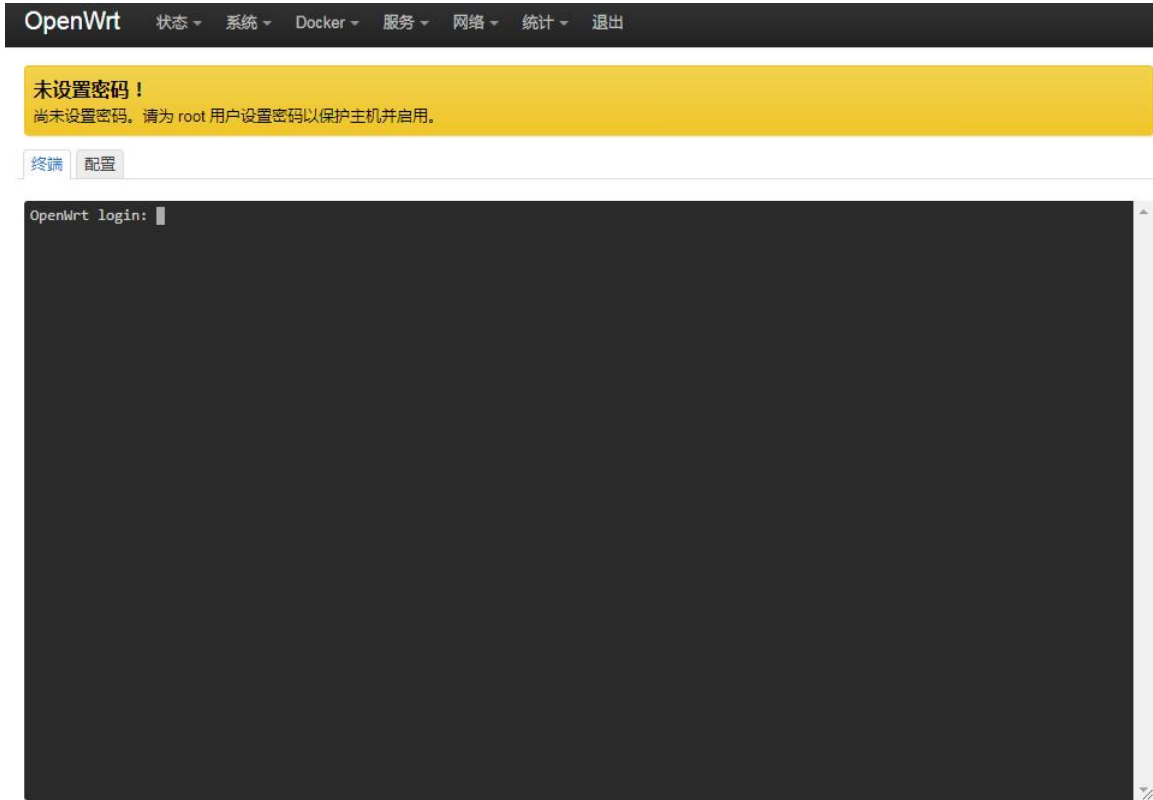 OpenWrt 状态 系统 Docker 服务 网络 统计 退出
未设置密码！
尚未设置密码。请为 root 用户设置密码以保护主机并启用。
终端 配置
OpenWrt login: